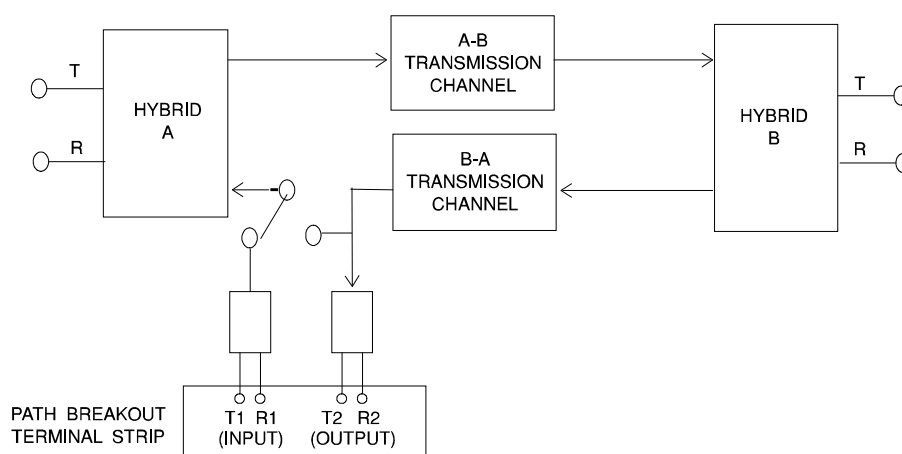 A-B
TRANSMISSION
CHANNEL
T
HYBRID
A
R
T
HYBRID
B
R
B-A
TRANSMISSION
CHANNEL
PATH BREAKOUT
TERMINAL STRIP
T1 R1
(INPUT)
T2 R2
(OUTPUT)